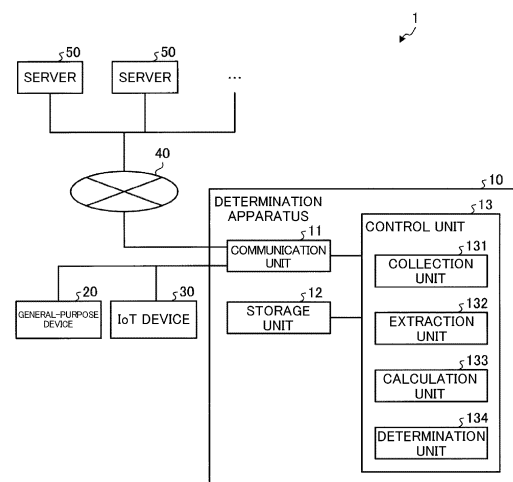 1
50
50
SERVER
SERVER
...
40
10
DETERMINATION
APPARATUS
13
11
CONTROL UNIT
COMMUNICATION
UNIT
131
COLLECTION
UNIT
20
30
12
GENERAL-PURPOSE
DEVICE
IoT DEVICE
STORAGE
UNIT
132
EXTRACTION
UNIT
133
CALCULATION
UNIT
134
DETERMINATION
UNIT